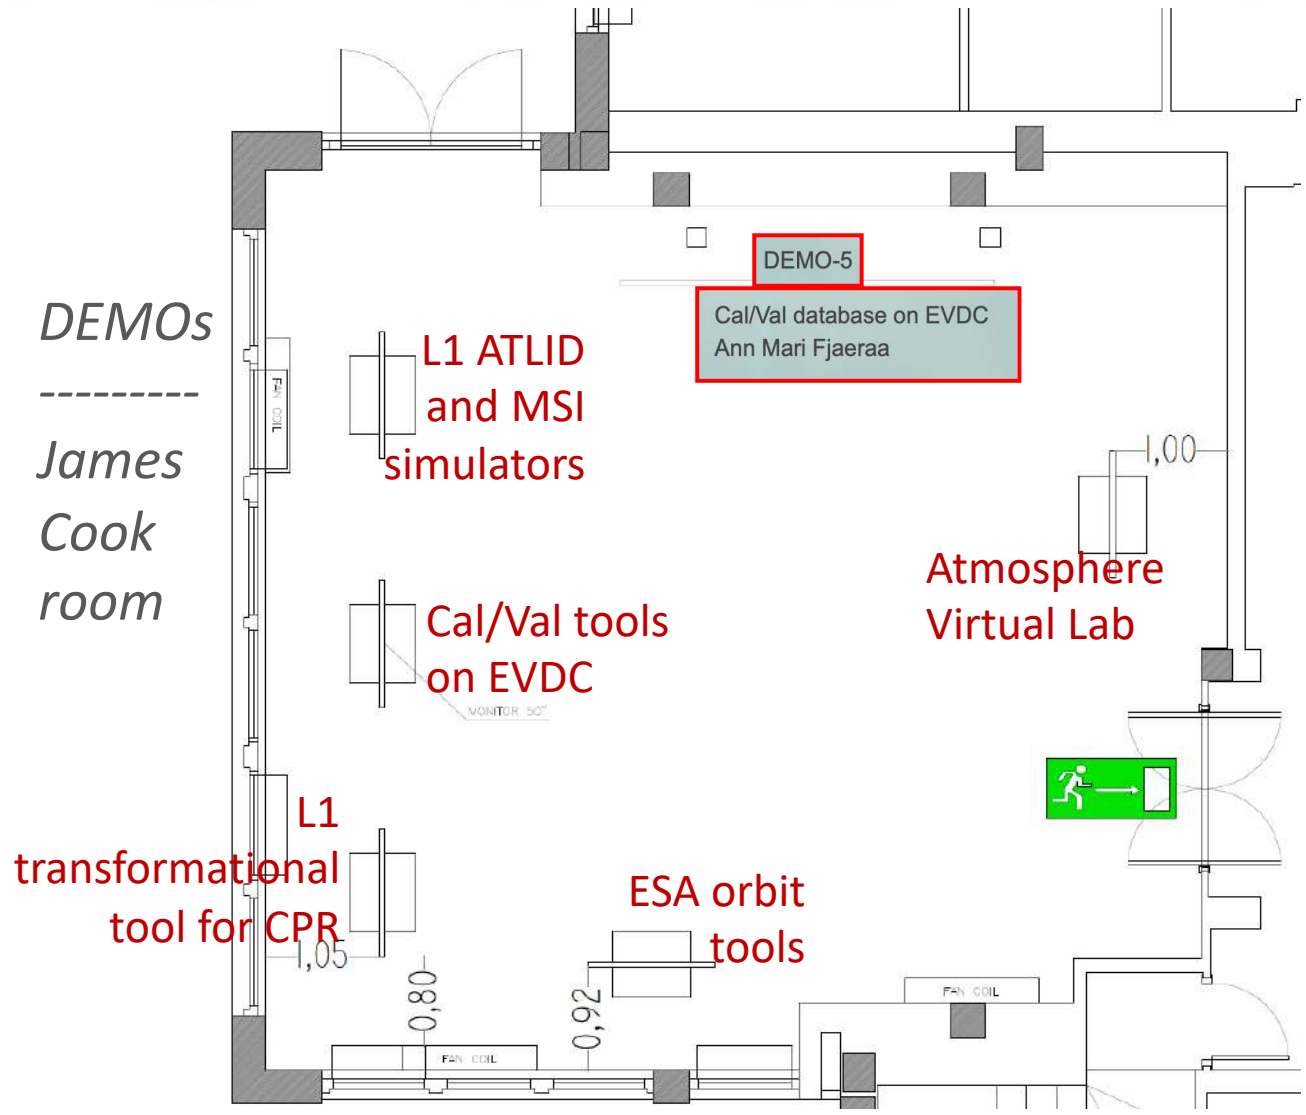 DEMOs
---------
James
Cook
room
DEMO-5
Cal/Val database on EVDC
Ann Mari Fjaeraa
L1 ATLID
and MSI
simulators
FAN COIL
1,00
Atmosphere
Virtual Lab
Cal/Val tools
on EVDC
MONITOR 50"
L1
transformational
tool for CPR
1,05
ESA orbit
tools
0,80
0,92
FAN COIL
FAN COIL